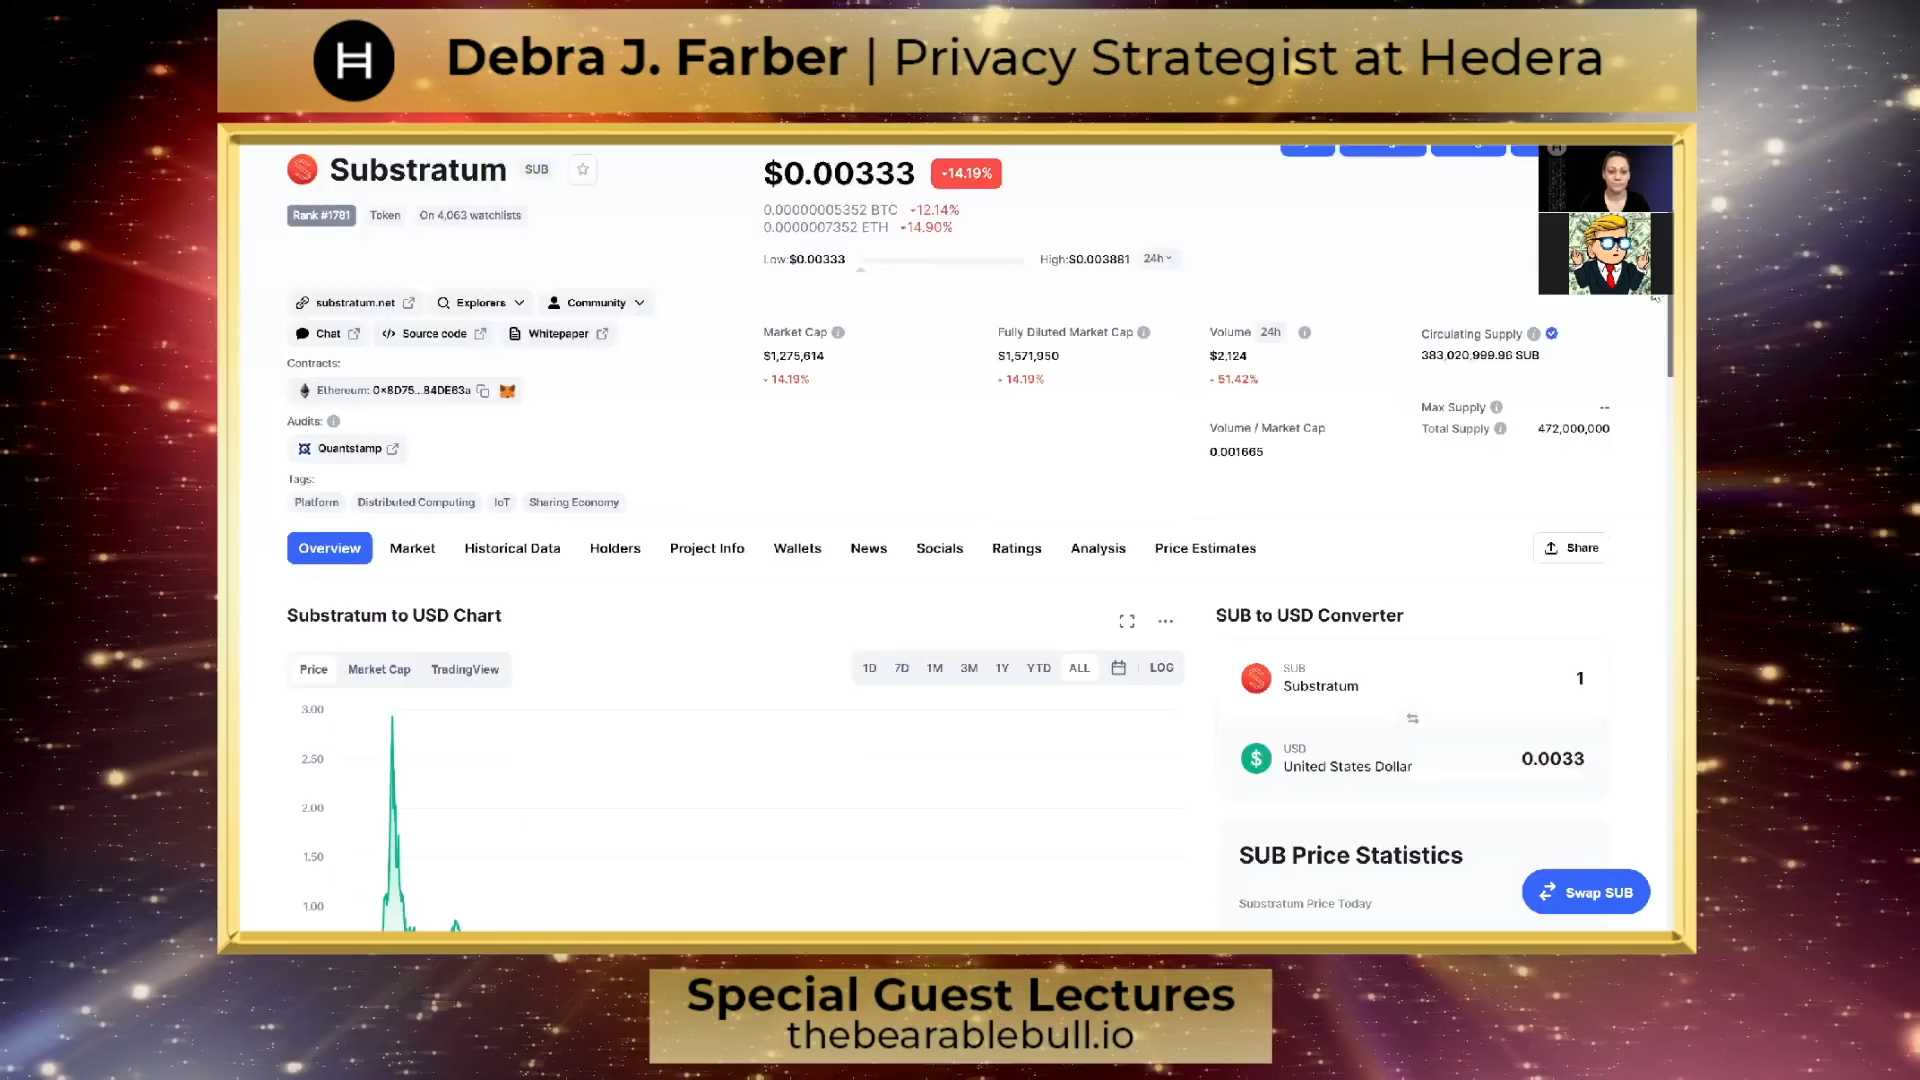 Debra J. Farber | Privacy Strategist at Hedera
Substratum SUB
Rank #1781 Token On 4,063 watchlists
$0.00333 -14.19%
0.00000005352 BTC -12.14%
0.0000007352 ETH -14.90%
Low:$0.00333 High:$0.003881 24h
substratum.net Explorers Community
Chat Source code Whitepaper
Contracts:
Ethereum: 0x8D75...84DE63a
Audits:
Quantstamp
Tags:
Platform Distributed Computing IoT Sharing Economy
Market Cap
$1,275,614
14.19%
Fully Diluted Market Cap
$1,571,950
14.19%
Volume 24h
$2,124
51.42%
Volume / Market Cap
0.001665
Circulating Supply
383,020,999.96 SUB
Max Supply --
Total Supply 472,000,000
Overview Market Historical Data Holders Project Info Wallets News Socials Ratings Analysis Price Estimates Share
Substratum to USD Chart
Price Market Cap TradingView 1D 7D 1M 3M 1Y YTD ALL LOG
3.00
2.50
2.00
1.50
1.00
SUB to USD Converter
SUB
Substratum 1
USD
United States Dollar 0.0033
SUB Price Statistics
Substratum Price Today
Swap SUB
Special Guest Lectures
thebearablebull.io